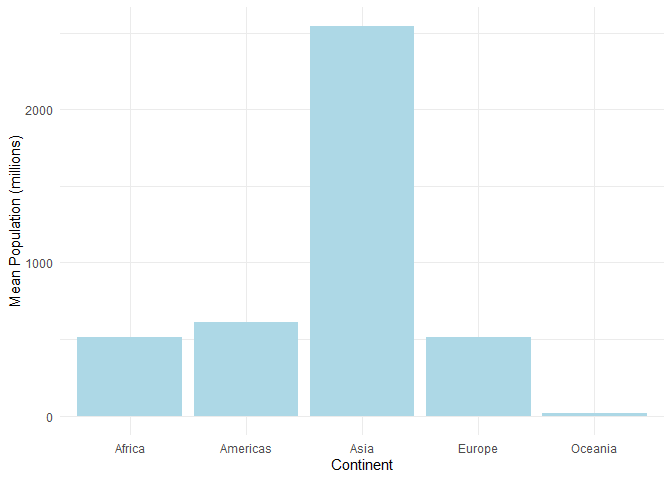 Mean Population (millions)
2000
1000
0
Africa Americas Asia Europe Oceania
Continent